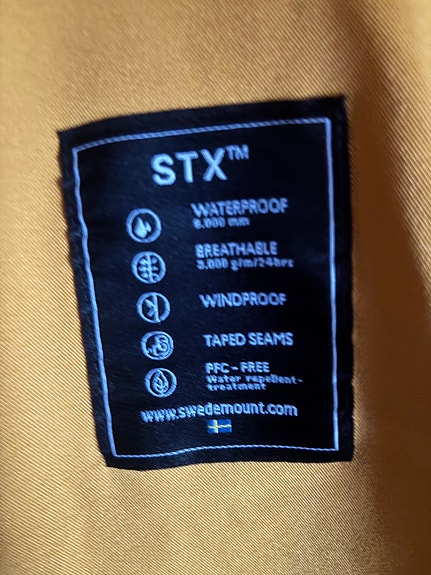 STX™
WATERPROOF
8.000 mm
BREATHABLE
3.000 g/m/24hrs
WINDPROOF
TAPED SEAMS
PFC - FREE
Water repellent-
treatment
www.swedemount.com